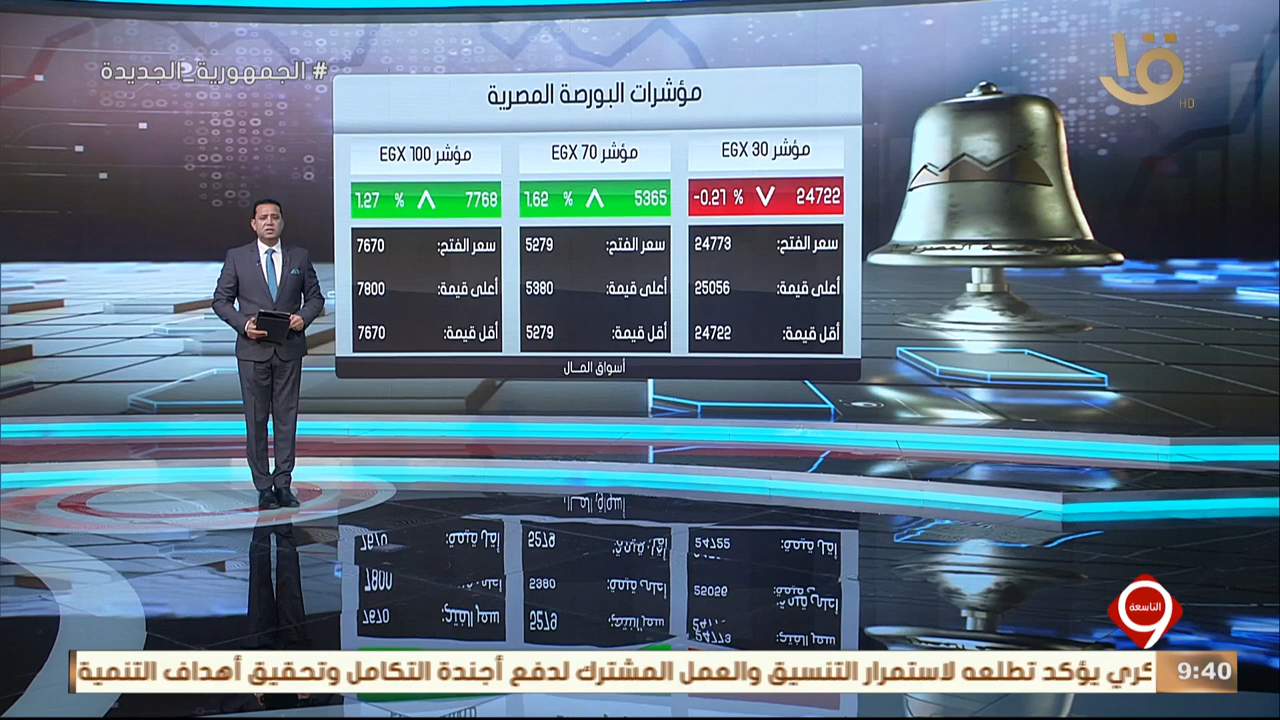 #الجمهورية_الجديدة
HD
مؤشرات البورصة المصرية
مؤشر EGX 30
24722 -0.21 %
سعر الفتح: 24773
أعلى قيمة: 25056
أقل قيمة: 24722
مؤشر EGX 70
5365 1.62 %
سعر الفتح: 5279
أعلى قيمة: 5380
أقل قيمة: 5279
مؤشر EGX 100
7768 1.27 %
سعر الفتح: 7670
أعلى قيمة: 7800
أقل قيمة: 7670
أسواق المــال
التاسعة
9
9:40
كري يؤكد تطلعه لاستمرار التنسيق والعمل المشترك لدفع أجندة التكامل وتحقيق أهداف التنمية